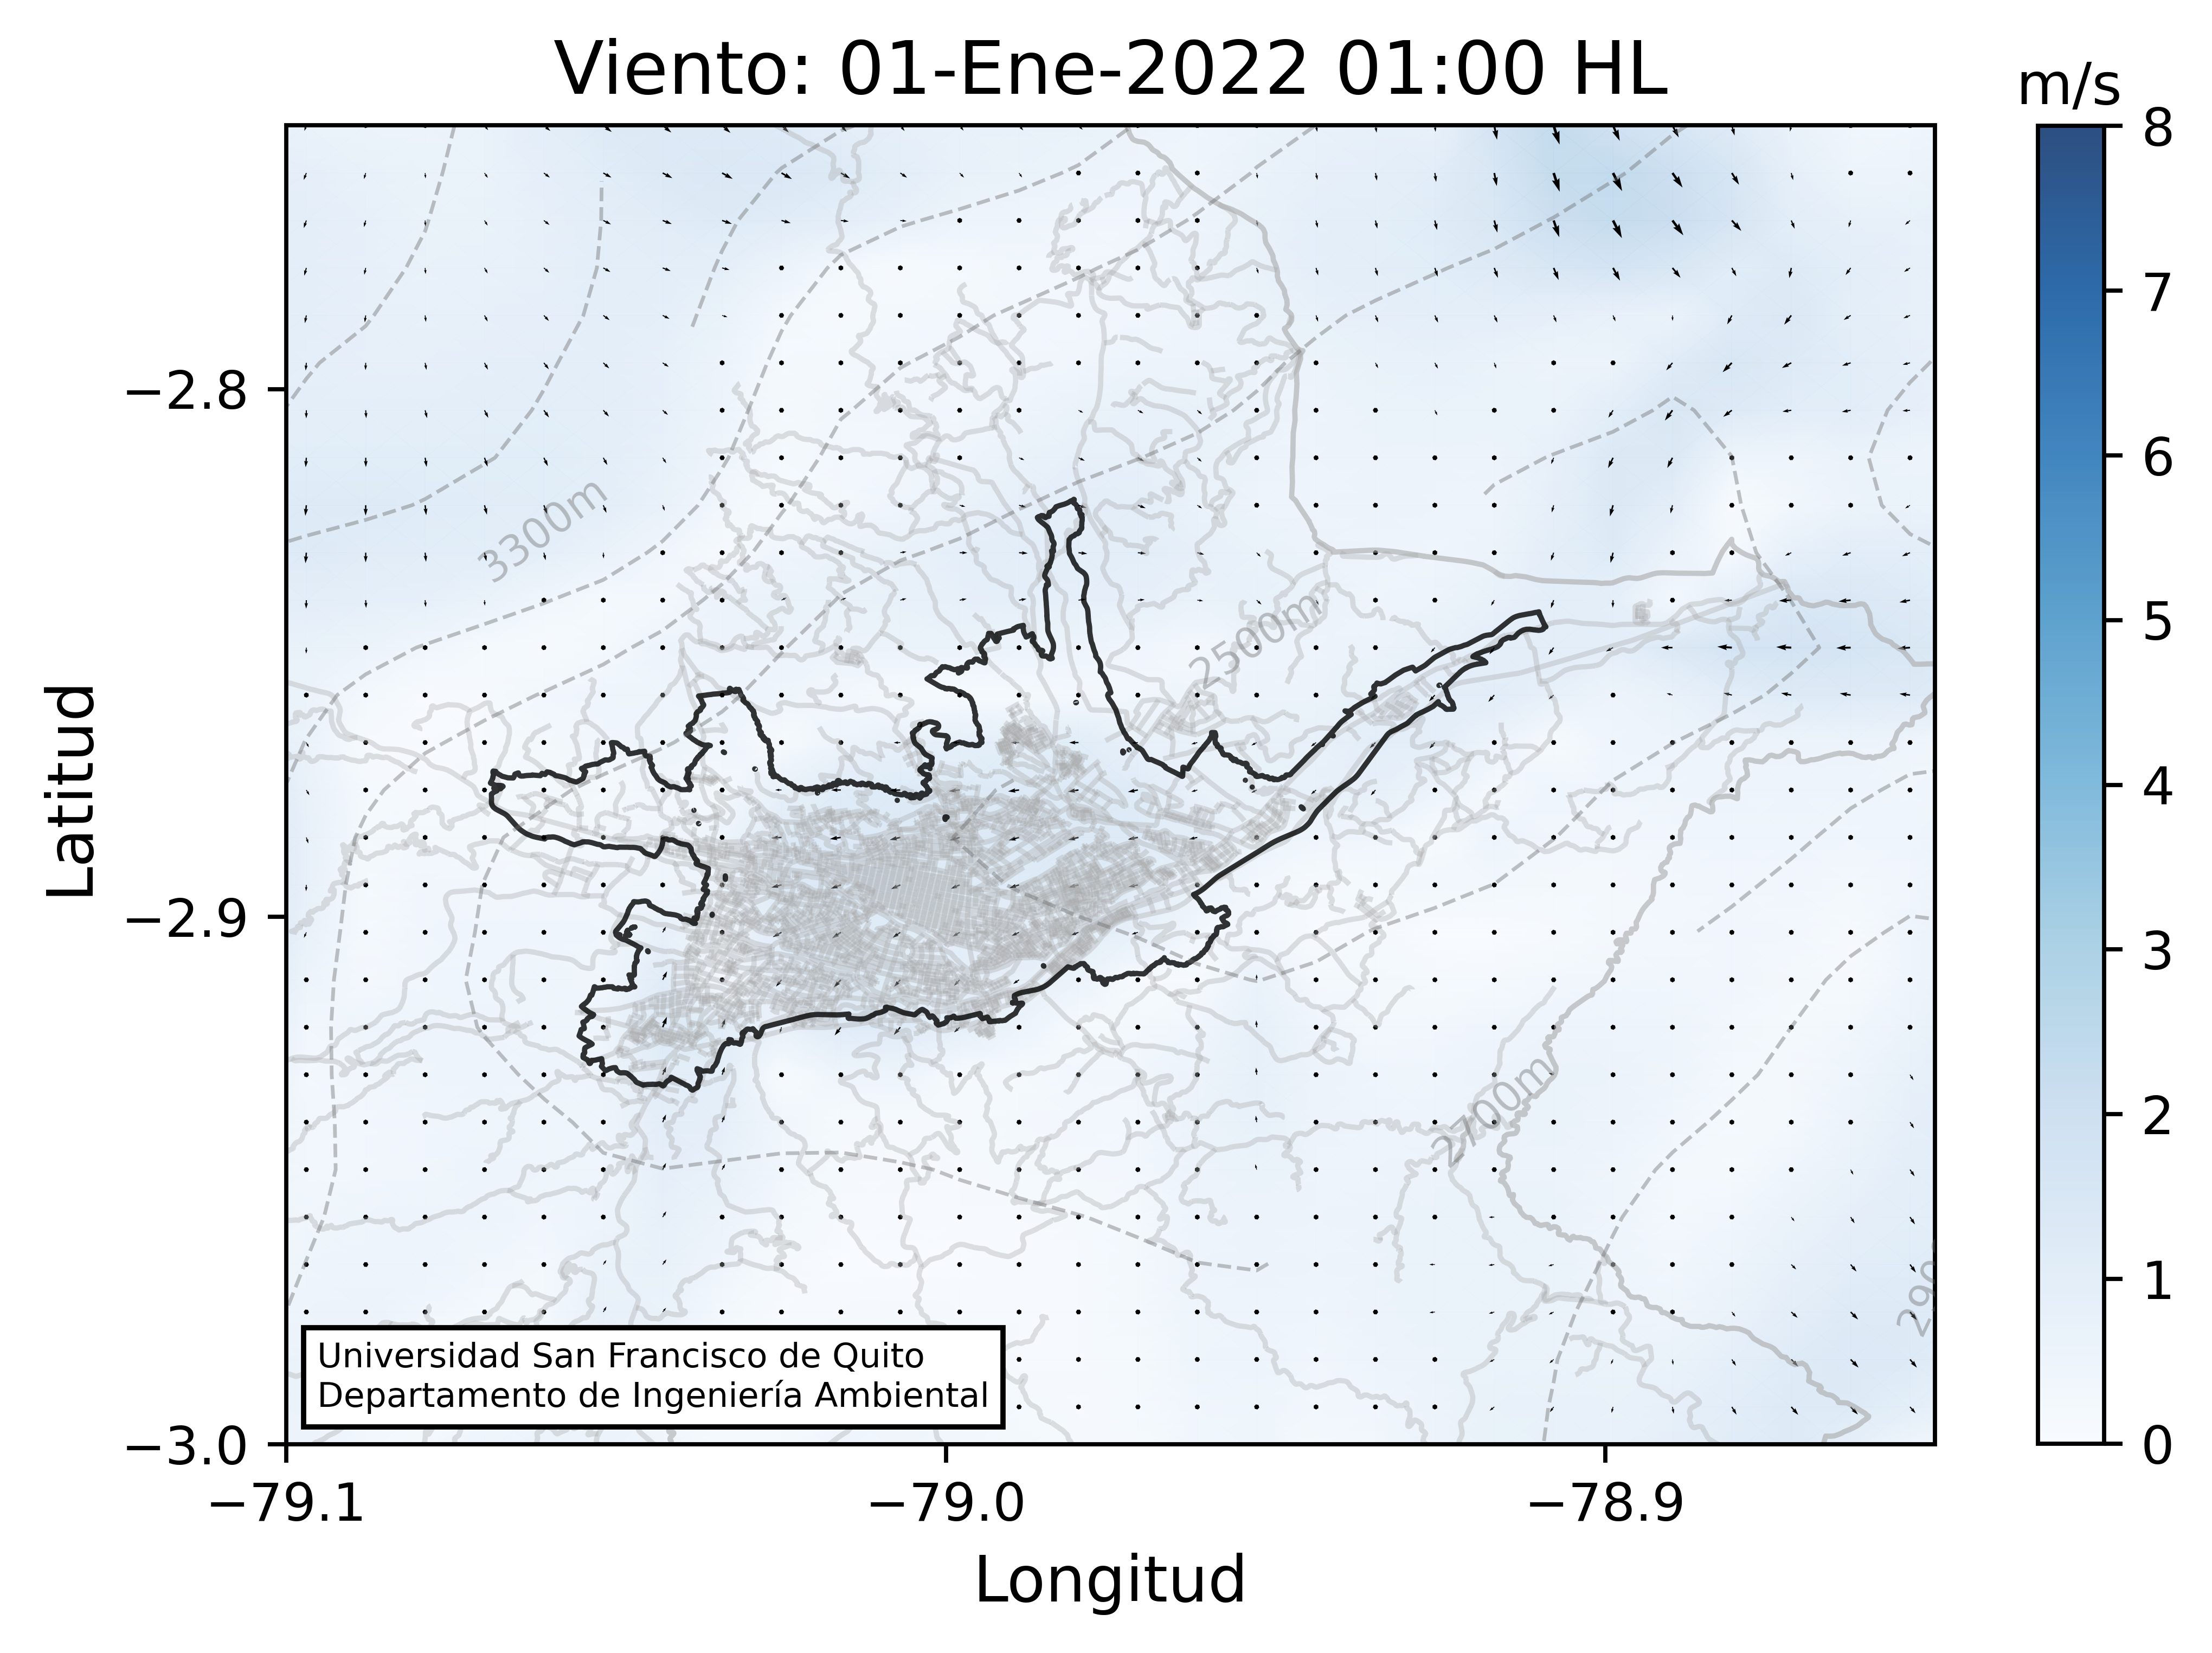 Viento: 01-Ene-2022 01:00 HL
m/s
8
7
6
5
4
3
2
1
0
−2.8
−2.9
−3.0
Latitud
3300m
2500m
2700m
290
Universidad San Francisco de Quito
Departamento de Ingeniería Ambiental
−79.1
−79.0
−78.9
Longitud